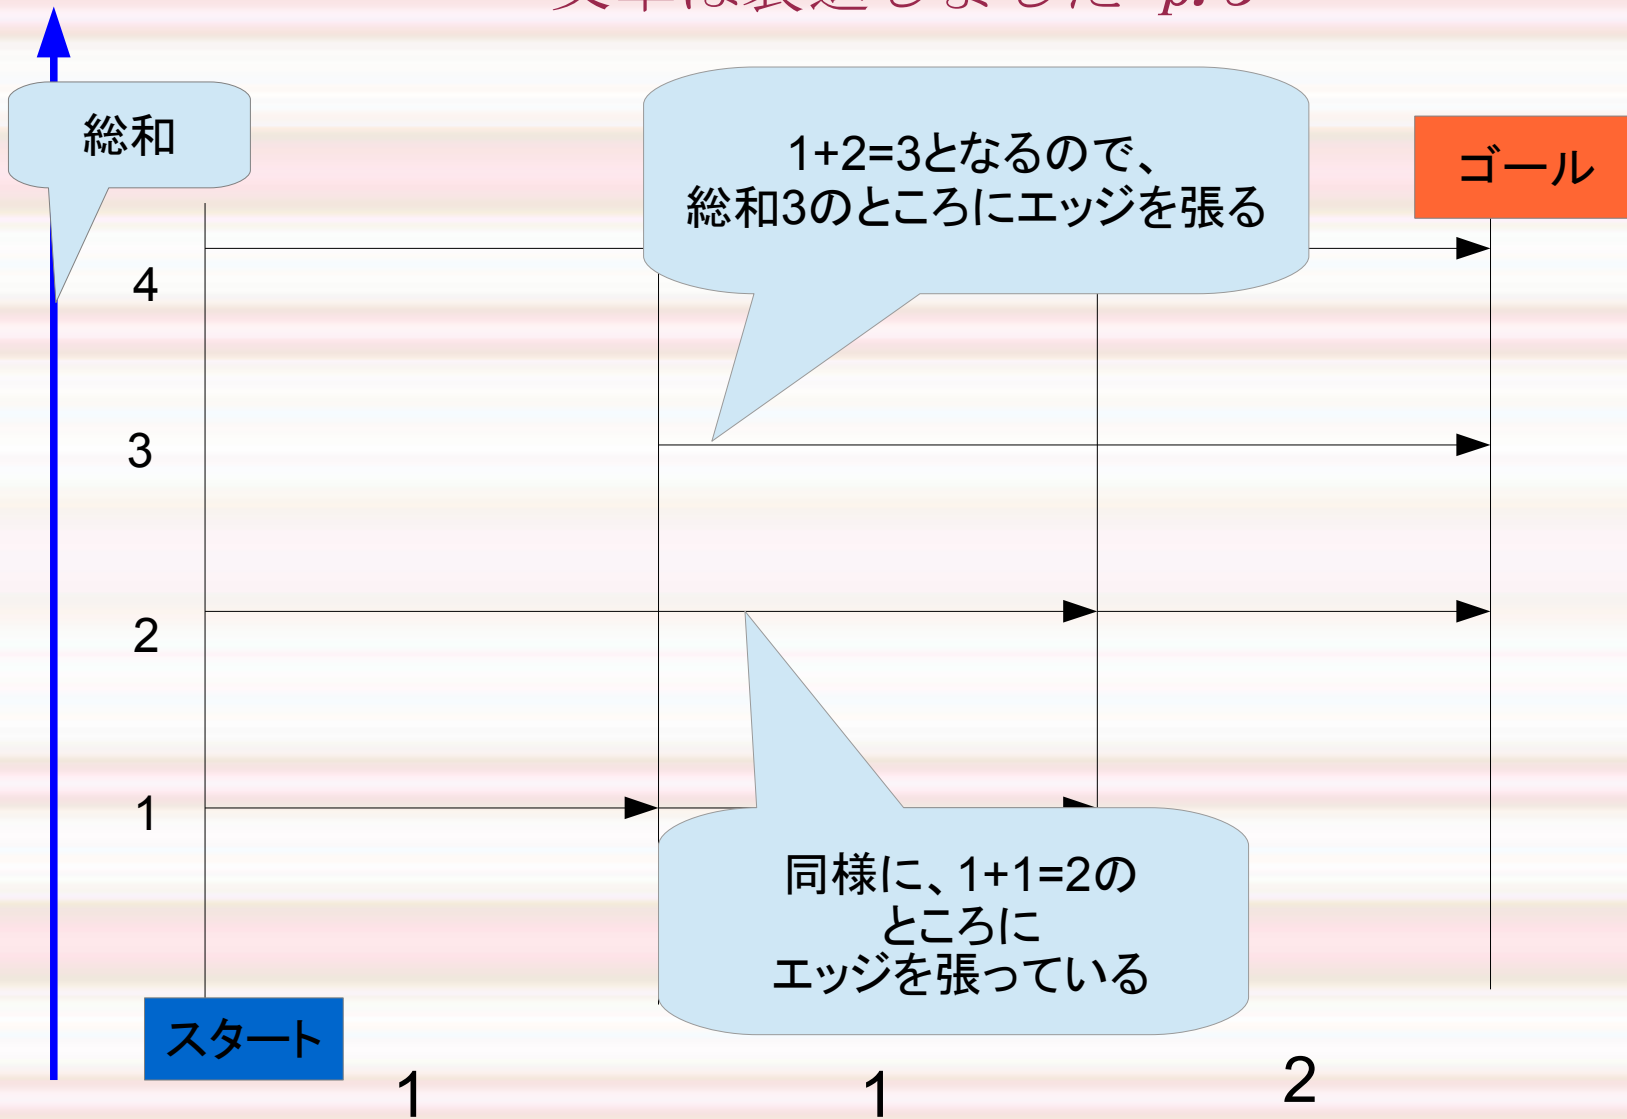 p. 3
総和
1+2=3となるので、
総和3のところにエッジを張る
ゴール
4
3
2
1
同様に、1+1=2の
ところに
エッジを張っている
スタート
1
1
2